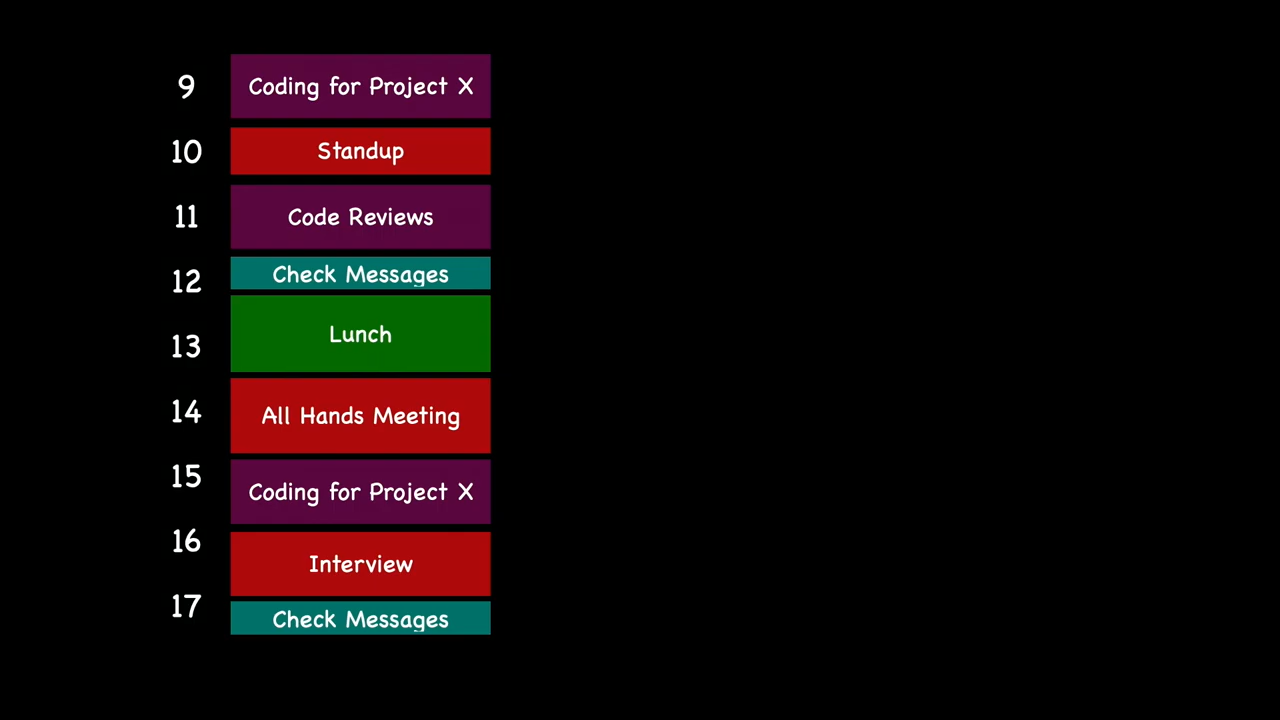 9 Coding for Project X
10 Standup
11 Code Reviews
12 Check Messages
Lunch
13
14 All Hands Meeting
15 Coding for Project X
16 Interview
17 Check Messages